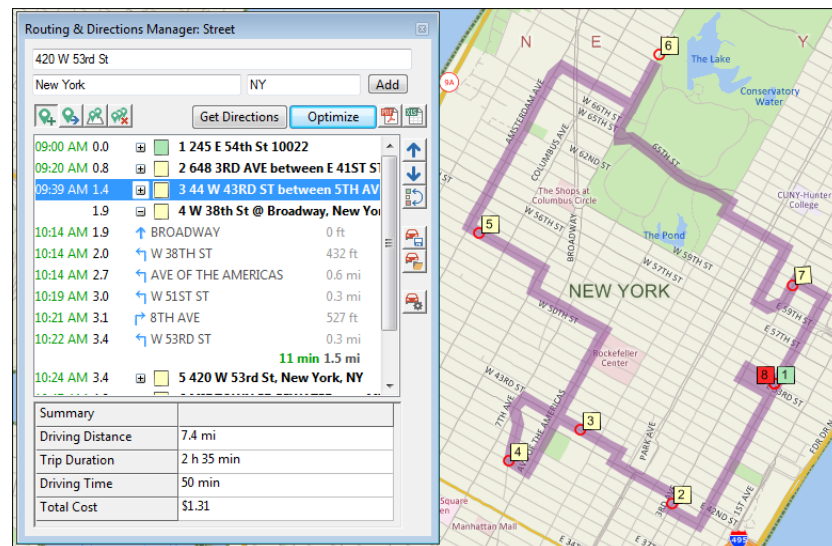 Routing & Directions Manager: Street
420 W 53rd St
New York NY Add
Get Directions Optimize
09:00 AM 0.0 1 245 E 54th St 10022
09:20 AM 0.8 2 648 3RD AVE between E 41ST ST
09:39 AM 1.4 3 44 W 43RD ST between 5TH AV
1.9 4 W 38th St @ Broadway, New Yor
10:14 AM 1.9 BROADWAY 0 ft
10:14 AM 2.0 W 38TH ST 432 ft
10:14 AM 2.7 AVE OF THE AMERICAS 0.6 mi
10:19 AM 3.0 W 51ST ST 0.3 mi
10:21 AM 3.1 8TH AVE 527 ft
10:22 AM 3.4 W 53RD ST 0.3 mi
11 min 1.5 mi
10:24 AM 3.4 5 420 W 53rd St, New York, NY
Summary
Driving Distance 7.4 mi
Trip Duration 2 h 35 min
Driving Time 50 min
Total Cost $1.31
N E Y
6
The Lake
9A
Conservatory
Water
AMSTERDAM AVE
W 66TH ST
W 65TH ST
65TH ST
COLUMBUS AVE
W 62ND ST
The Shops at
Columbus Circle
CUNY-Hunter
College
W 56TH ST
5
BROADWAY
The Pond
W 59TH ST
W 57TH ST
7
NEW YORK
E 59TH ST
W 50TH ST
E 57TH ST
Rockefeller
Center
8 1
53RD ST
W 43RD ST
7TH AVE
AVE OF THE AMERICAS
3
PARK AVE
FDR DR N
4
2
3RD AVE
E 42ND ST
1ST AVE
Square
Manhattan Mall
E 34T
E 37
495